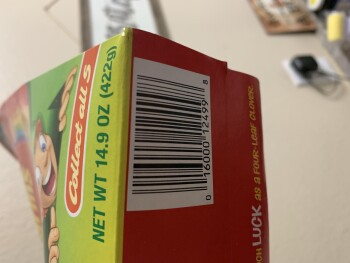 Collect all 5
NET WT 14.9 OZ (422g)
0 16000 12499 8
LUCK AS A FOUR-LEAF CLOVER